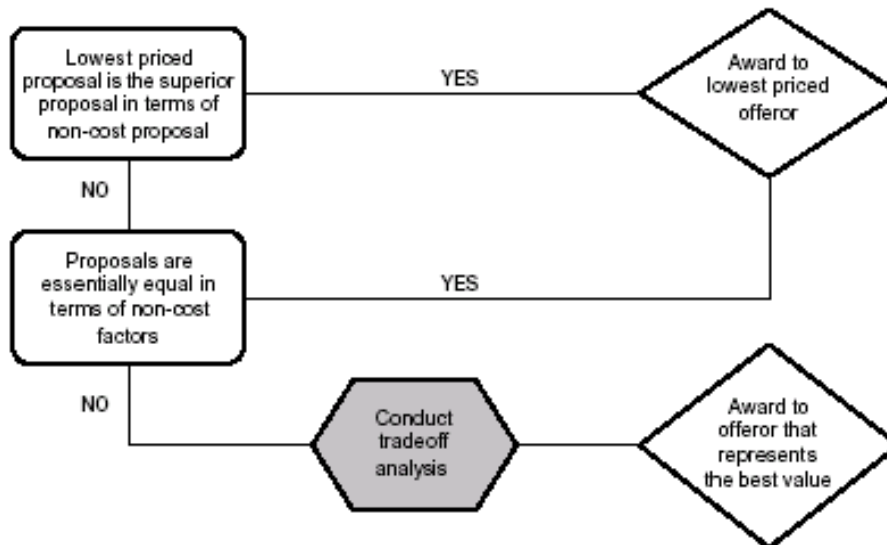 Lowest priced
proposal is the superior
proposal in terms of
non-cost proposal
YES
Award to
lowest priced
offeror
NO
Proposals are
essentially equal in
terms of non-cost
factors
YES
NO
Conduct
tradeoff
analysis
Award to
offeror that
represents
the best value